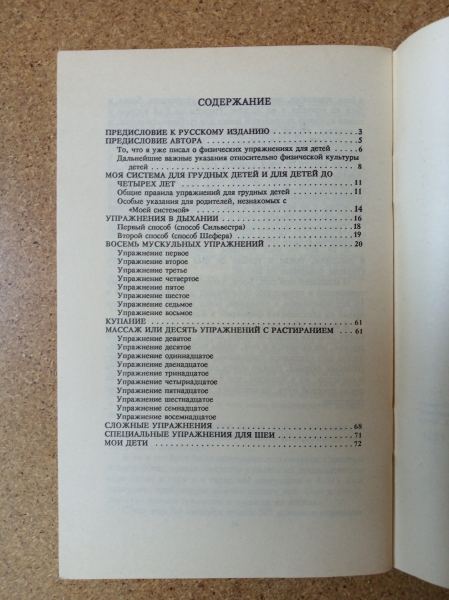 СОДЕРЖАНИЕ
ПРЕДИСЛОВИЕ К РУССКОМУ ИЗДАНИЮ . . . . . . . . . . 3
ПРЕДИСЛОВИЕ АВТОРА . . . . . . . . . . 5
То, что я уже писал о физических упражнениях для детей . . . . . 6
Дальнейшие важные указания относительно физической культуры
детей . . . . . . . . . . 8
МОЯ СИСТЕМА ДЛЯ ГРУДНЫХ ДЕТЕЙ И ДЛЯ ДЕТЕЙ ДО
ЧЕТЫРЕХ ЛЕТ . . . . . . . . . . 11
Общие правила упражнений для грудных детей . . . . . . . . . . 11
Особые указания для родителей, незнакомых с
«Моей системой» . . . . . . . . . . 14
УПРАЖНЕНИЯ В ДЫХАНИИ . . . . . . . . . . 16
Первый способ (способ Сильвестра) . . . . . . . . . . 18
Второй способ (способ Шефера) . . . . . . . . . . 19
ВОСЕМЬ МУСКУЛЬНЫХ УПРАЖНЕНИЙ . . . . . . . . . . 20
Упражнение первое
Упражнение второе
Упражнение третье
Упражнение четвертое
Упражнение пятое
Упражнение шестое
Упражнение седьмое
Упражнение восьмое
КУПАНИЕ . . . . . . . . . . 61
МАССАЖ ИЛИ ДЕСЯТЬ УПРАЖНЕНИЙ С РАСТИРАНИЕМ . . . 61
Упражнение девятое
Упражнение десятое
Упражнение одиннадцатое
Упражнение двенадцатое
Упражнение тринадцатое
Упражнение четырнадцатое
Упражнение пятнадцатое
Упражнение шестнадцатое
Упражнение семнадцатое
Упражнение восемнадцатое
СЛОЖНЫЕ УПРАЖНЕНИЯ . . . . . . . . . . 68
СПЕЦИАЛЬНЫЕ УПРАЖНЕНИЯ ДЛЯ ШЕИ . . . . . . . . . . 71
МОИ ДЕТИ . . . . . . . . . . 72